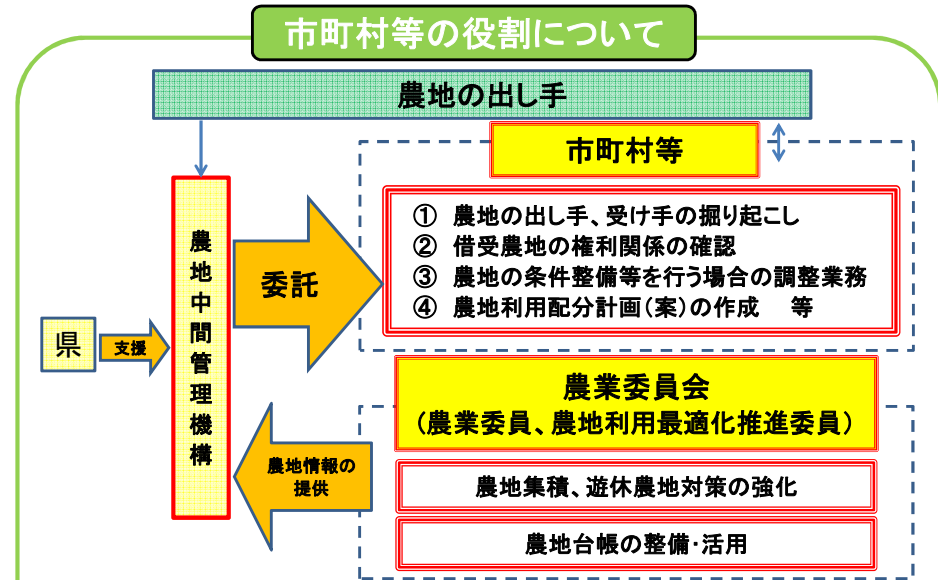 市町村等の役割について
農地の出し手
市町村等
① 農地の出し手、受け手の掘り起こし
② 借受農地の権利関係の確認
③ 農地の条件整備等を行う場合の調整業務
④ 農地利用配分計画(案)の作成 等
委託
農地中間管理機構
県
支援
農業委員会
(農業委員、農地利用最適化推進委員)
農地情報の
提供
農地集積、遊休農地対策の強化
農地台帳の整備・活用